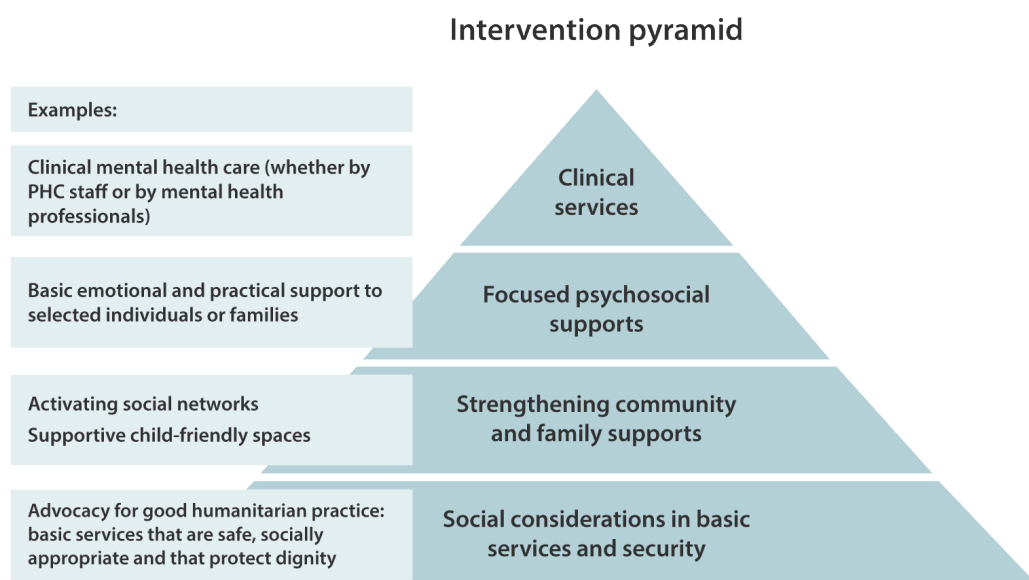 Intervention pyramid
Examples:
Clinical mental health care (whether by
PHC staff or by mental health
professionals)
Clinical
services
Basic emotional and practical support to
selected individuals or families
Focused psychosocial
supports
Activating social networks
Supportive child-friendly spaces
Strengthening community
and family supports
Advocacy for good humanitarian practice:
basic services that are safe, socially
appropriate and that protect dignity
Social considerations in basic
services and security